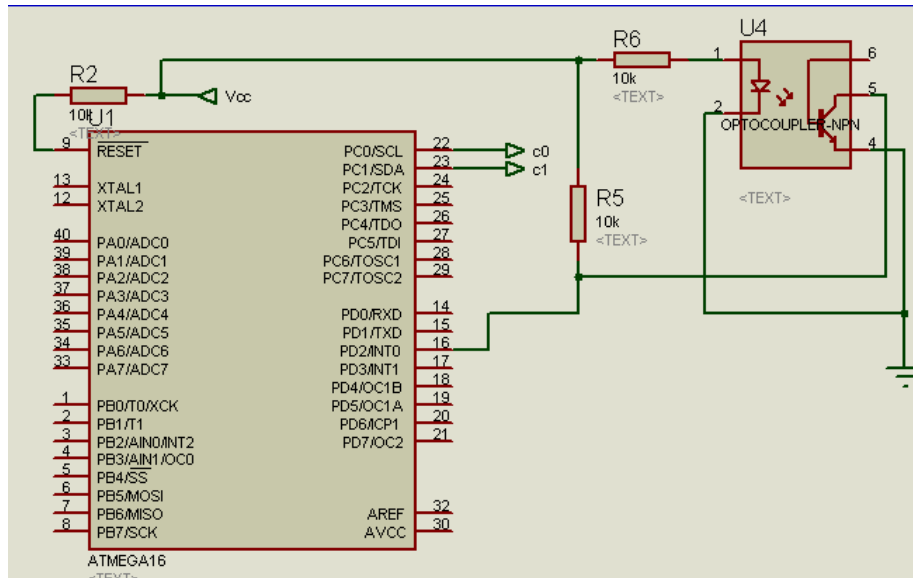 R2
10k
<TEXT>
Vcc
R6
10k
<TEXT>
U4
1
2
6
5
4
OPTOCOUPLER-NPN
<TEXT>
R5
10k
<TEXT>
U1
9 RESET
13 XTAL1
12 XTAL2
40 PA0/ADC0
39 PA1/ADC1
38 PA2/ADC2
37 PA3/ADC3
36 PA4/ADC4
35 PA5/ADC5
34 PA6/ADC6
33 PA7/ADC7
1 PB0/T0/XCK
2 PB1/T1
3 PB2/AIN0/INT2
4 PB3/AIN1/OC0
5 PB4/SS
6 PB5/MOSI
7 PB6/MISO
8 PB7/SCK
PC0/SCL 22 c0
PC1/SDA 23 c1
PC2/TCK 24
PC3/TMS 25
PC4/TDO 26
PC5/TDI 27
PC6/TOSC1 28
PC7/TOSC2 29
PD0/RXD 14
PD1/TXD 15
PD2/INT0 16
PD3/INT1 17
PD4/OC1B 18
PD5/OC1A 19
PD6/ICP1 20
PD7/OC2 21
AREF 32
AVCC 30
ATMEGA16
<TEXT>